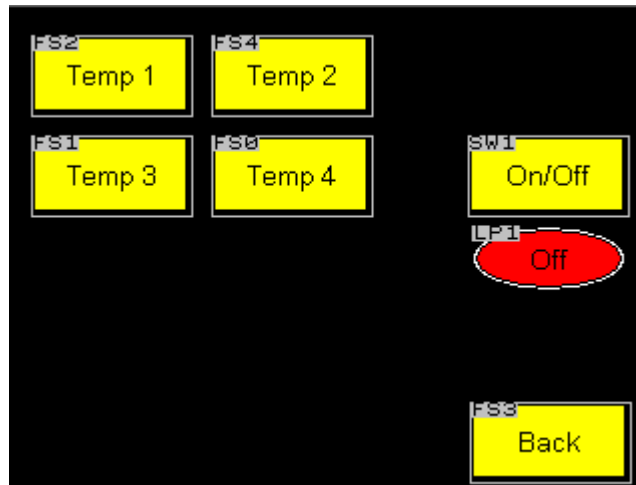 FS2
Temp 1
FS4
Temp 2
FS1
Temp 3
FS0
Temp 4
SW1
On/Off
LP1
Off
FS3
Back